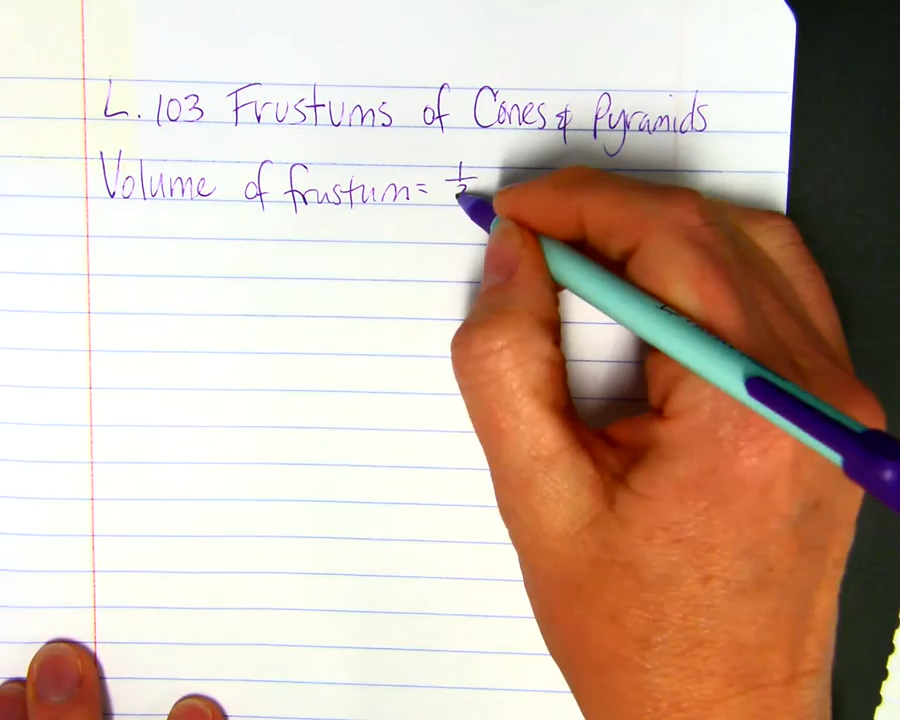 L. 103 Frustums of Cones & Pyramids
Volume of frustum = 1/3